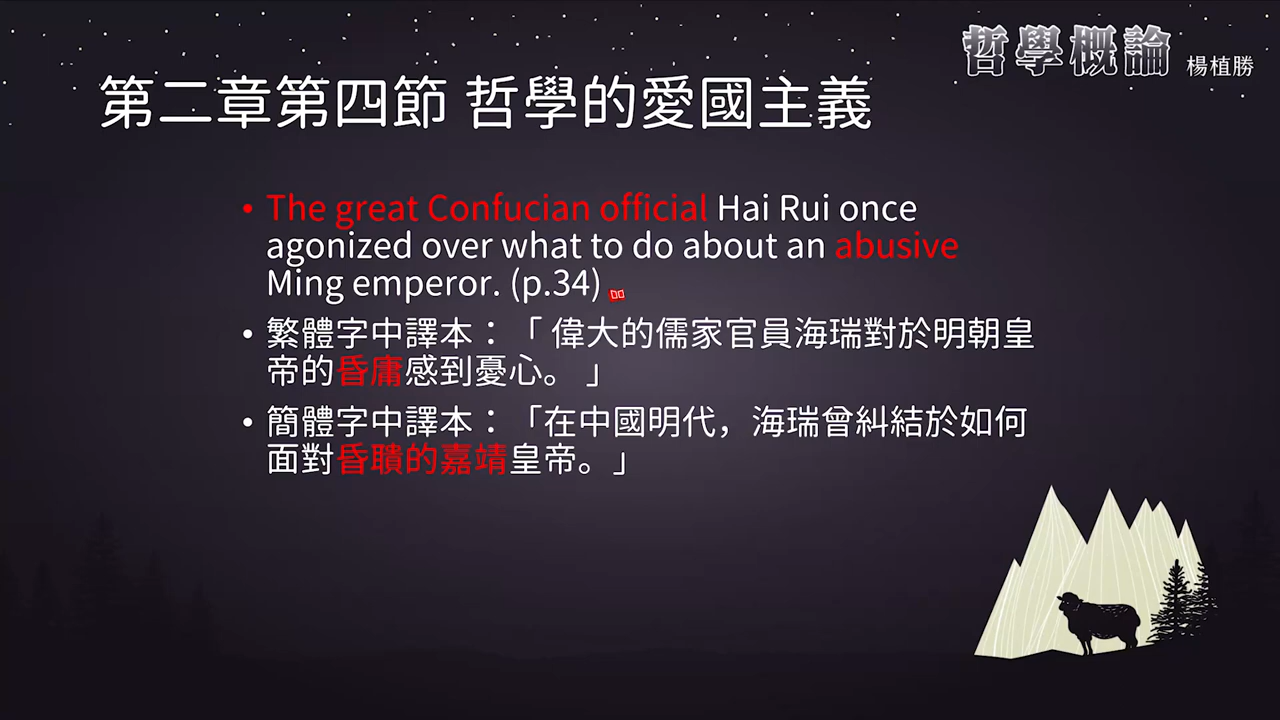 哲學概論 楊植勝
第二章第四節 哲學的愛國主義
• The great Confucian official Hai Rui once
agonized over what to do about an abusive
Ming emperor. (p.34)
• 繁體字中譯本：「 偉大的儒家官員海瑞對於明朝皇
帝的昏庸感到憂心。 」
• 簡體字中譯本：「在中國明代，海瑞曾糾結於如何
面對昏聵的嘉靖皇帝。」